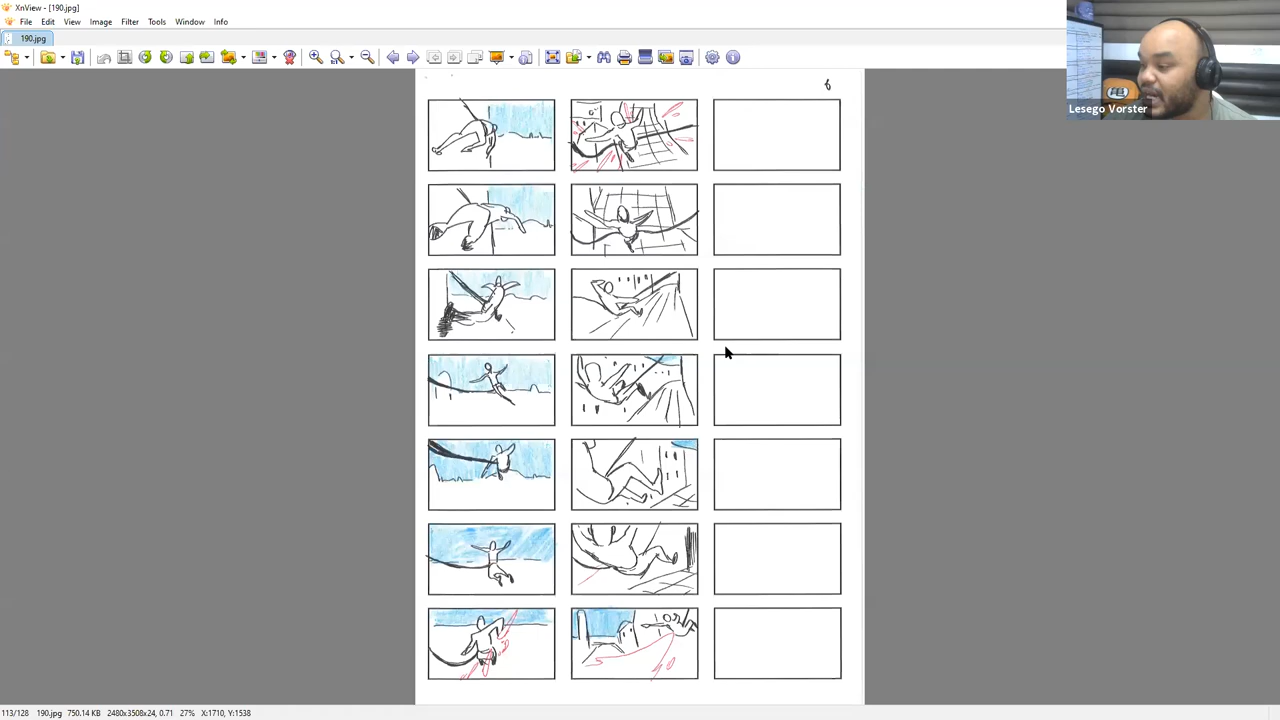 XnView - [190.jpg]
File Edit View Image Filter Tools Window Info
190.jpg
Lesego Vorster
6
113/128 190.jpg 750.14 KB 2480x3508x24, 0.71 27% X:1710, Y:1538